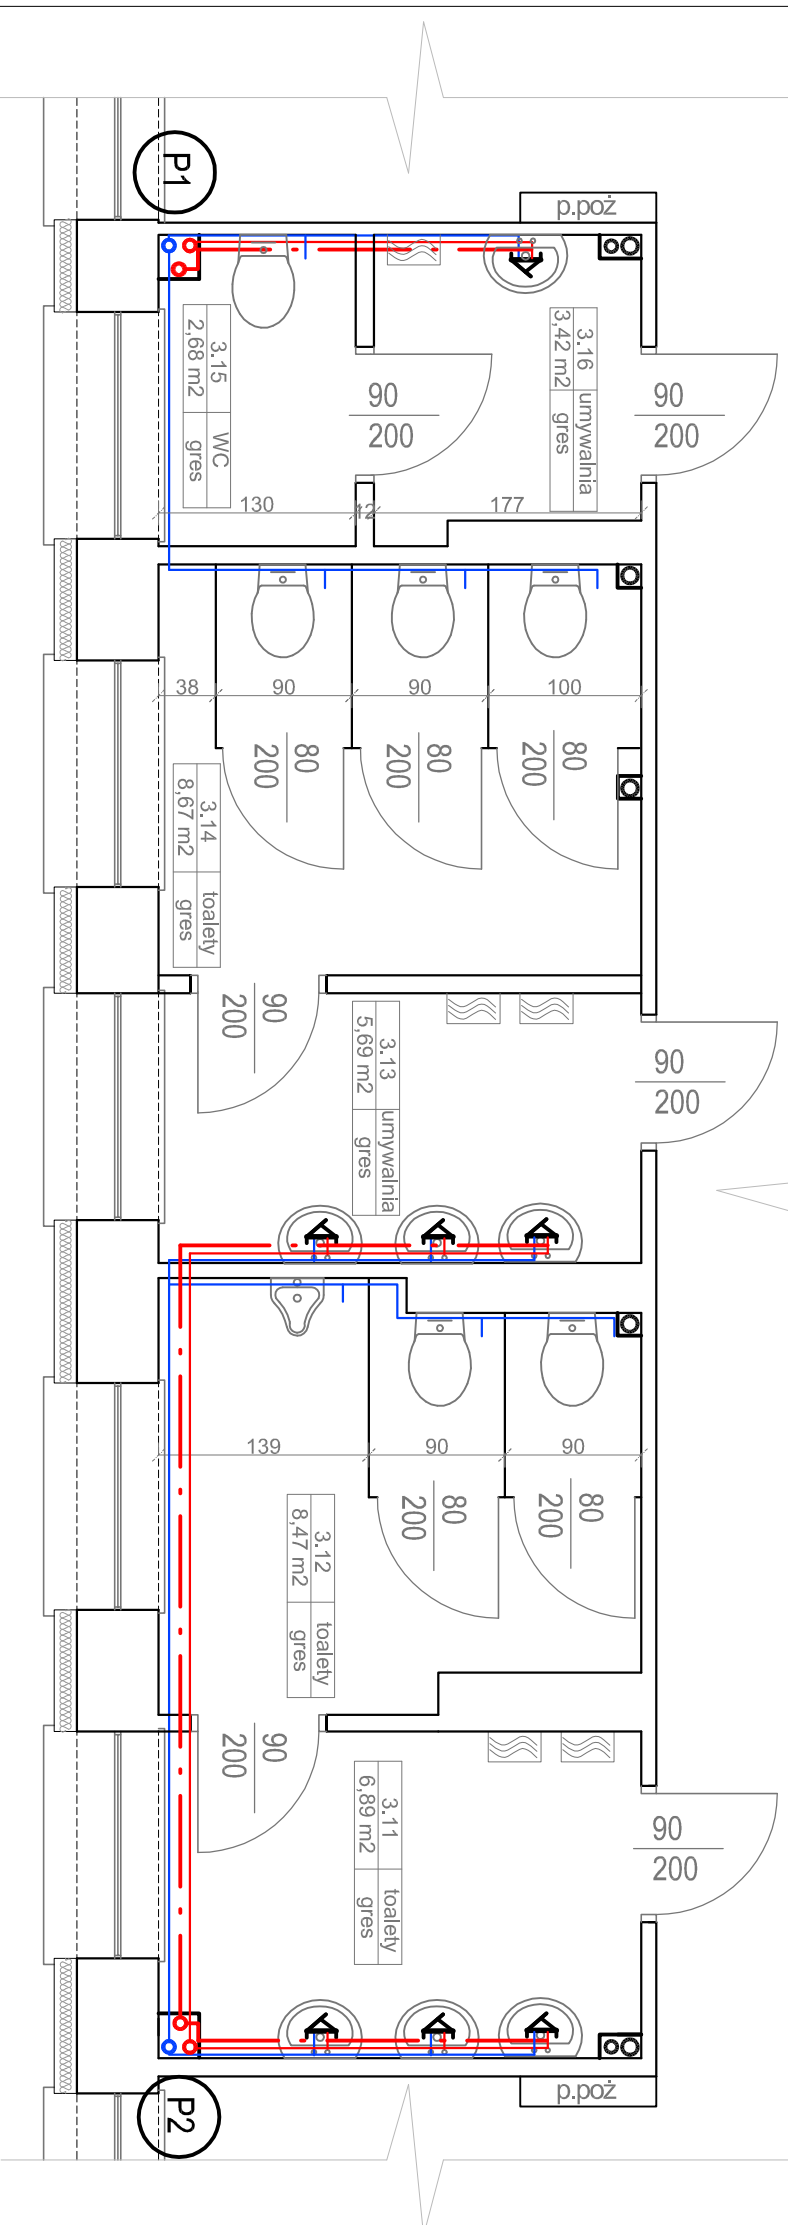 P1
p.poż
3.15
WC
2,68 m2
gres
3.16
umywalnia
3,42 m2
gres
90
200
90
200
130
12
177
38
90
90
100
80
200
80
200
80
200
3.14
toalety
8,67 m2
gres
90
200
3.13
umywalnia
5,69 m2
gres
90
200
139
90
90
80
200
80
200
3.12
toalety
8,47 m2
gres
90
200
3.11
toalety
6,89 m2
gres
90
200
P2
p.poż